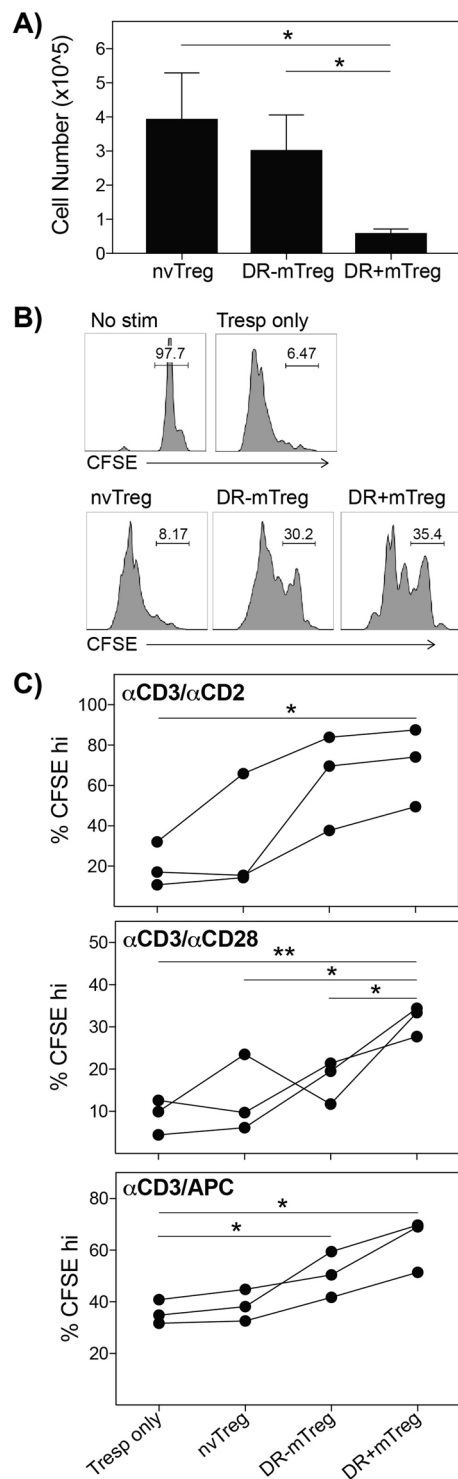 A)
Cell Number (x10^5)
6
5
4
3
2
1
0
*
*
nvTreg DR-mTreg DR+mTreg
B)
No stim Tresp only
97.7 6.47
CFSE
nvTreg DR-mTreg DR+mTreg
8.17 30.2 35.4
CFSE
C)
αCD3/αCD2
% CFSE hi
100
80
60
40
20
*
αCD3/αCD28
% CFSE hi
50
40
30
20
10
**
*
*
αCD3/APC
% CFSE hi
80
60
40
20
*
*
Tresp only nvTreg DR-mTreg DR+mTreg